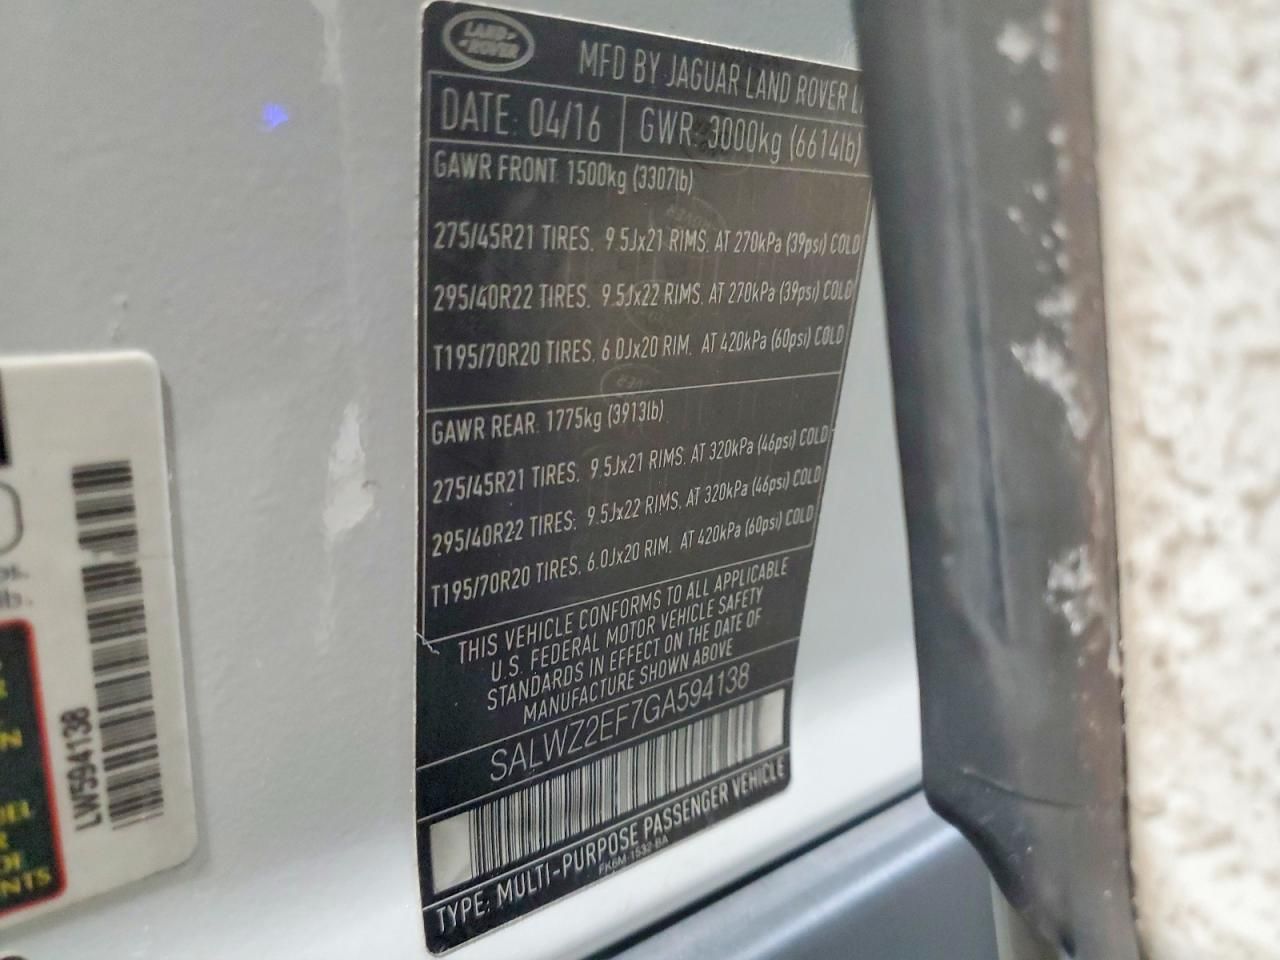 LAND ROVER
MFD BY JAGUAR LAND ROVER
DATE: 04/16 GWR: 3000kg (6614lb)
GAWR FRONT 1500kg (3307lb)
275/45R21 TIRES. 9.5Jx21 RIMS. AT 270kPa (39psi) COLD
295/40R22 TIRES. 9.5Jx22 RIMS. AT 270kPa (39psi) COLD
T195/70R20 TIRES. 6.0Jx20 RIM. AT 420kPa (60psi) COLD
GAWR REAR. 1775kg (3913lb)
275/45R21 TIRES. 9.5Jx21 RIMS. AT 320kPa (46psi) COLD
295/40R22 TIRES. 9.5Jx22 RIMS. AT 320kPa (46psi) COLD
T195/70R20 TIRES. 6.0Jx20 RIM. AT 420kPa (60psi) COLD
THIS VEHICLE CONFORMS TO ALL APPLICABLE
U.S. FEDERAL MOTOR VEHICLE SAFETY
STANDARDS IN EFFECT ON THE DATE OF
MANUFACTURE SHOWN ABOVE
SALWZ2EF7GA594138
TYPE: MULTI-PURPOSE PASSENGER VEHICLE
LW594138
lb.
NTS